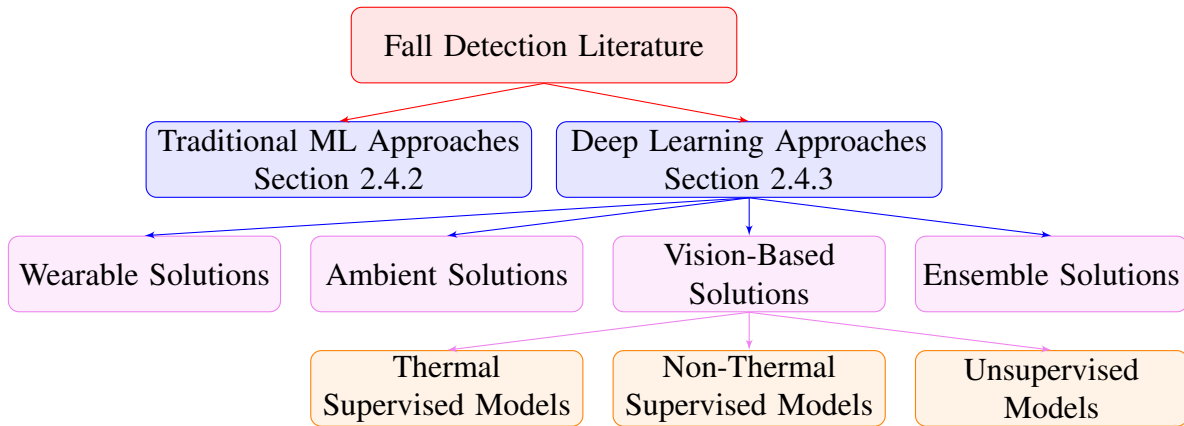 Fall Detection Literature
Traditional ML Approaches
Section 2.4.2
Deep Learning Approaches
Section 2.4.3
Wearable Solutions
Ambient Solutions
Vision-Based
Solutions
Ensemble Solutions
Thermal
Supervised Models
Non-Thermal
Supervised Models
Unsupervised
Models